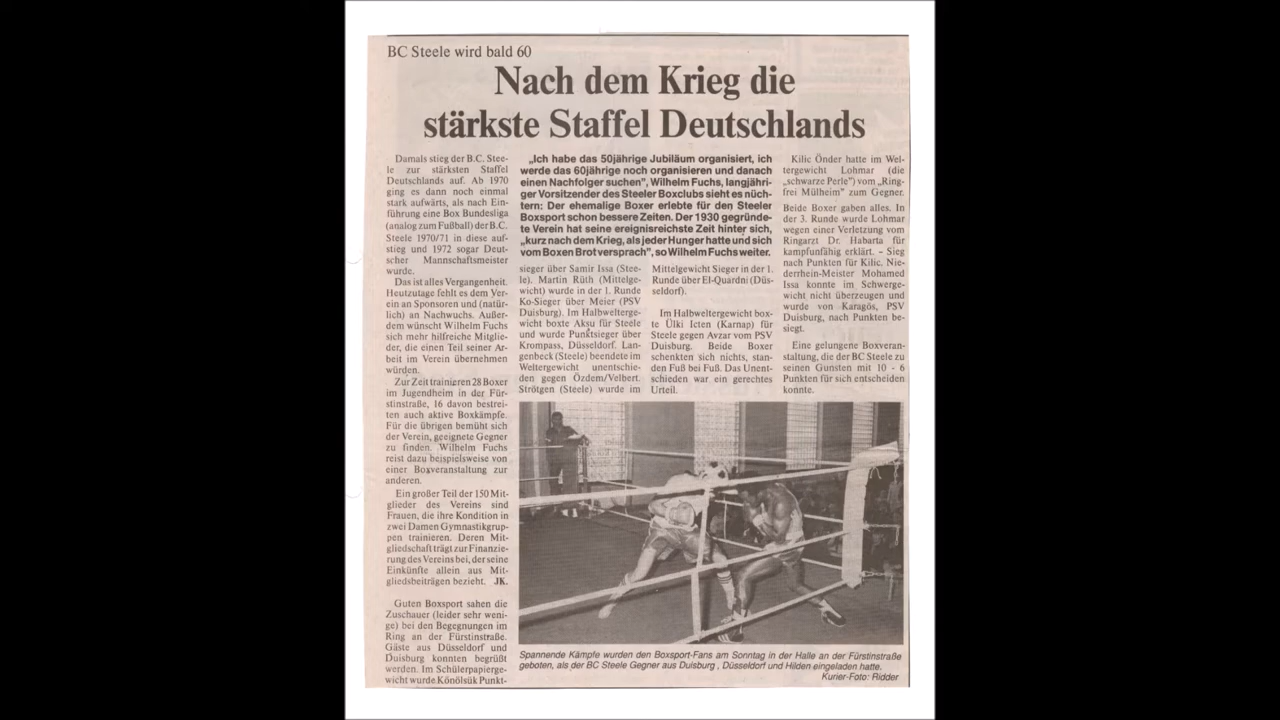 BC Steele wird bald 60
Nach dem Krieg die
stärkste Staffel Deutschlands
Damals stieg der B.C. Stee-
le zur stärksten Staffel
Deutschlands auf. Ab 1970
ging es dann noch einmal
stark aufwärts, als nach Ein-
führung eine Box Bundesliga
(analog zum Fußball) der B.C.
Steele 1970/71 in diese auf-
stieg und 1972 sogar Deut-
scher Mannschaftsmeister
wurde.
Das ist alles Vergangenheit.
Heutzutage fehlt es dem Ver-
ein an Sponsoren und (natür-
lich) an Nachwuchs. Außer-
dem wünscht Wilhelm Fuchs
sich mehr hilfreiche Mitglie-
der, die einen Teil seiner Ar-
beit im Verein übernehmen
würden.
Zur Zeit trainieren 28 Boxer
im Jugendheim in der Für-
stinstraße, 16 davon bestrei-
ten auch aktive Boxkämpfe.
Für die übrigen bemüht sich
der Verein, geeignete Gegner
zu finden. Wilhelm Fuchs
reist dazu beispielsweise von
einer Boxveranstaltung zur
anderen.
Ein großer Teil der 150 Mit-
glieder des Vereins sind
Frauen, die ihre Kondition in
zwei Damen Gymnastikgrup-
pen trainieren. Deren Mit-
gliedschaft trägt zur Finanzie-
rung des Vereins bei, der seine
Einkünfte allein aus Mit-
gliedsbeiträgen bezieht. JK.
Guten Boxsport sahen die
Zuschauer (leider sehr weni-
ge) bei den Begegnungen im
Ring an der Fürstinstraße.
Gäste aus Düsseldorf und
Duisburg konnten begrüßt
werden. Im Schülerpapierge-
wicht wurde Könölsük Punkt-
„Ich habe das 50jährige Jubiläum organisiert, ich
werde das 60jährige noch organisieren und danach
einen Nachfolger suchen", Wilhelm Fuchs, langjähri-
ger Vorsitzender des Steeler Boxclubs sieht es nüch-
tern: Der ehemalige Boxer erlebte für den Steeler
Boxsport schon bessere Zeiten. Der 1930 gegründe-
te Verein hat seine ereignisreichste Zeit hinter sich,
„kurz nach dem Krieg, als jeder Hunger hatte und sich
vom Boxen Brot versprach", so Wilhelm Fuchs weiter.
sieger über Samir Issa (Stee-
le). Martin Rüth (Mittelge-
wicht) wurde in der 1. Runde
Ko-Sieger über Meier (PSV
Duisburg). Im Halbwelterge-
wicht boxte Aksu für Steele
und wurde Punktsieger über
Krompass, Düsseldorf. Lan-
genbeck (Steele) beendete im
Weltergewicht unentschie-
den gegen Özdem/Velbert.
Strötgen (Steele) wurde im
Mittelgewicht Sieger in der 1.
Runde über El-Quardni (Düs-
seldorf).
Im Halbweltergewicht box-
te Ülki Icten (Karnap) für
Steele gegen Avzar vom PSV
Duisburg. Beide Boxer
schenkten sich nichts, stan-
den Fuß bei Fuß. Das Unent-
schieden war ein gerechtes
Urteil.
Kilic Önder hatte im Wel-
tergewicht Lohmar (die
„schwarze Perle") vom „Ring-
frei Mülheim" zum Gegner.
Beide Boxer gaben alles. In
der 3. Runde wurde Lohmar
wegen einer Verletzung vom
Ringarzt Dr. Habarta für
kampfunfähig erklärt. - Sieg
nach Punkten für Kilic. Nie-
derrhein-Meister Mohamed
Issa konnte im Schwerge-
wicht nicht überzeugen und
wurde von Karagös, PSV
Duisburg, nach Punkten be-
siegt.
Eine gelungene Boxveran-
staltung, die der BC Steele zu
seinen Gunsten mit 10 - 6
Punkten für sich entscheiden
konnte.
Spannende Kämpfe wurden den Boxsport-Fans am Sonntag in der Halle an der Fürstinstraße
geboten, als der BC Steele Gegner aus Duisburg , Düsseldorf und Hilden eingeladen hatte.
Kurier-Foto: Ridder